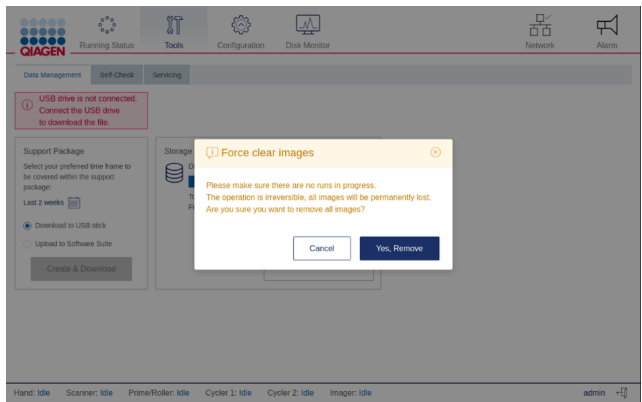 QIAGEN
Running Status
Tools
Configuration
Disk Monitor
Network
Alarm
Data Management
Self-Check
Servicing
USB drive is not connected.
Connect the USB drive
to download the file.
Support Package
Select your preferred time frame to
be covered within the support
package:
Last 2 weeks
Download to USB stick
Upload to Software Suite
Create & Download
Storage
Force clear images
Please make sure there are no runs in progress.
The operation is irreversible, all images will be permanently lost.
Are you sure you want to remove all images?
Cancel
Yes, Remove
Hand: Idle
Scanner: Idle
Prime/Roller: Idle
Cycler 1: Idle
Cycler 2: Idle
Imager: Idle
admin